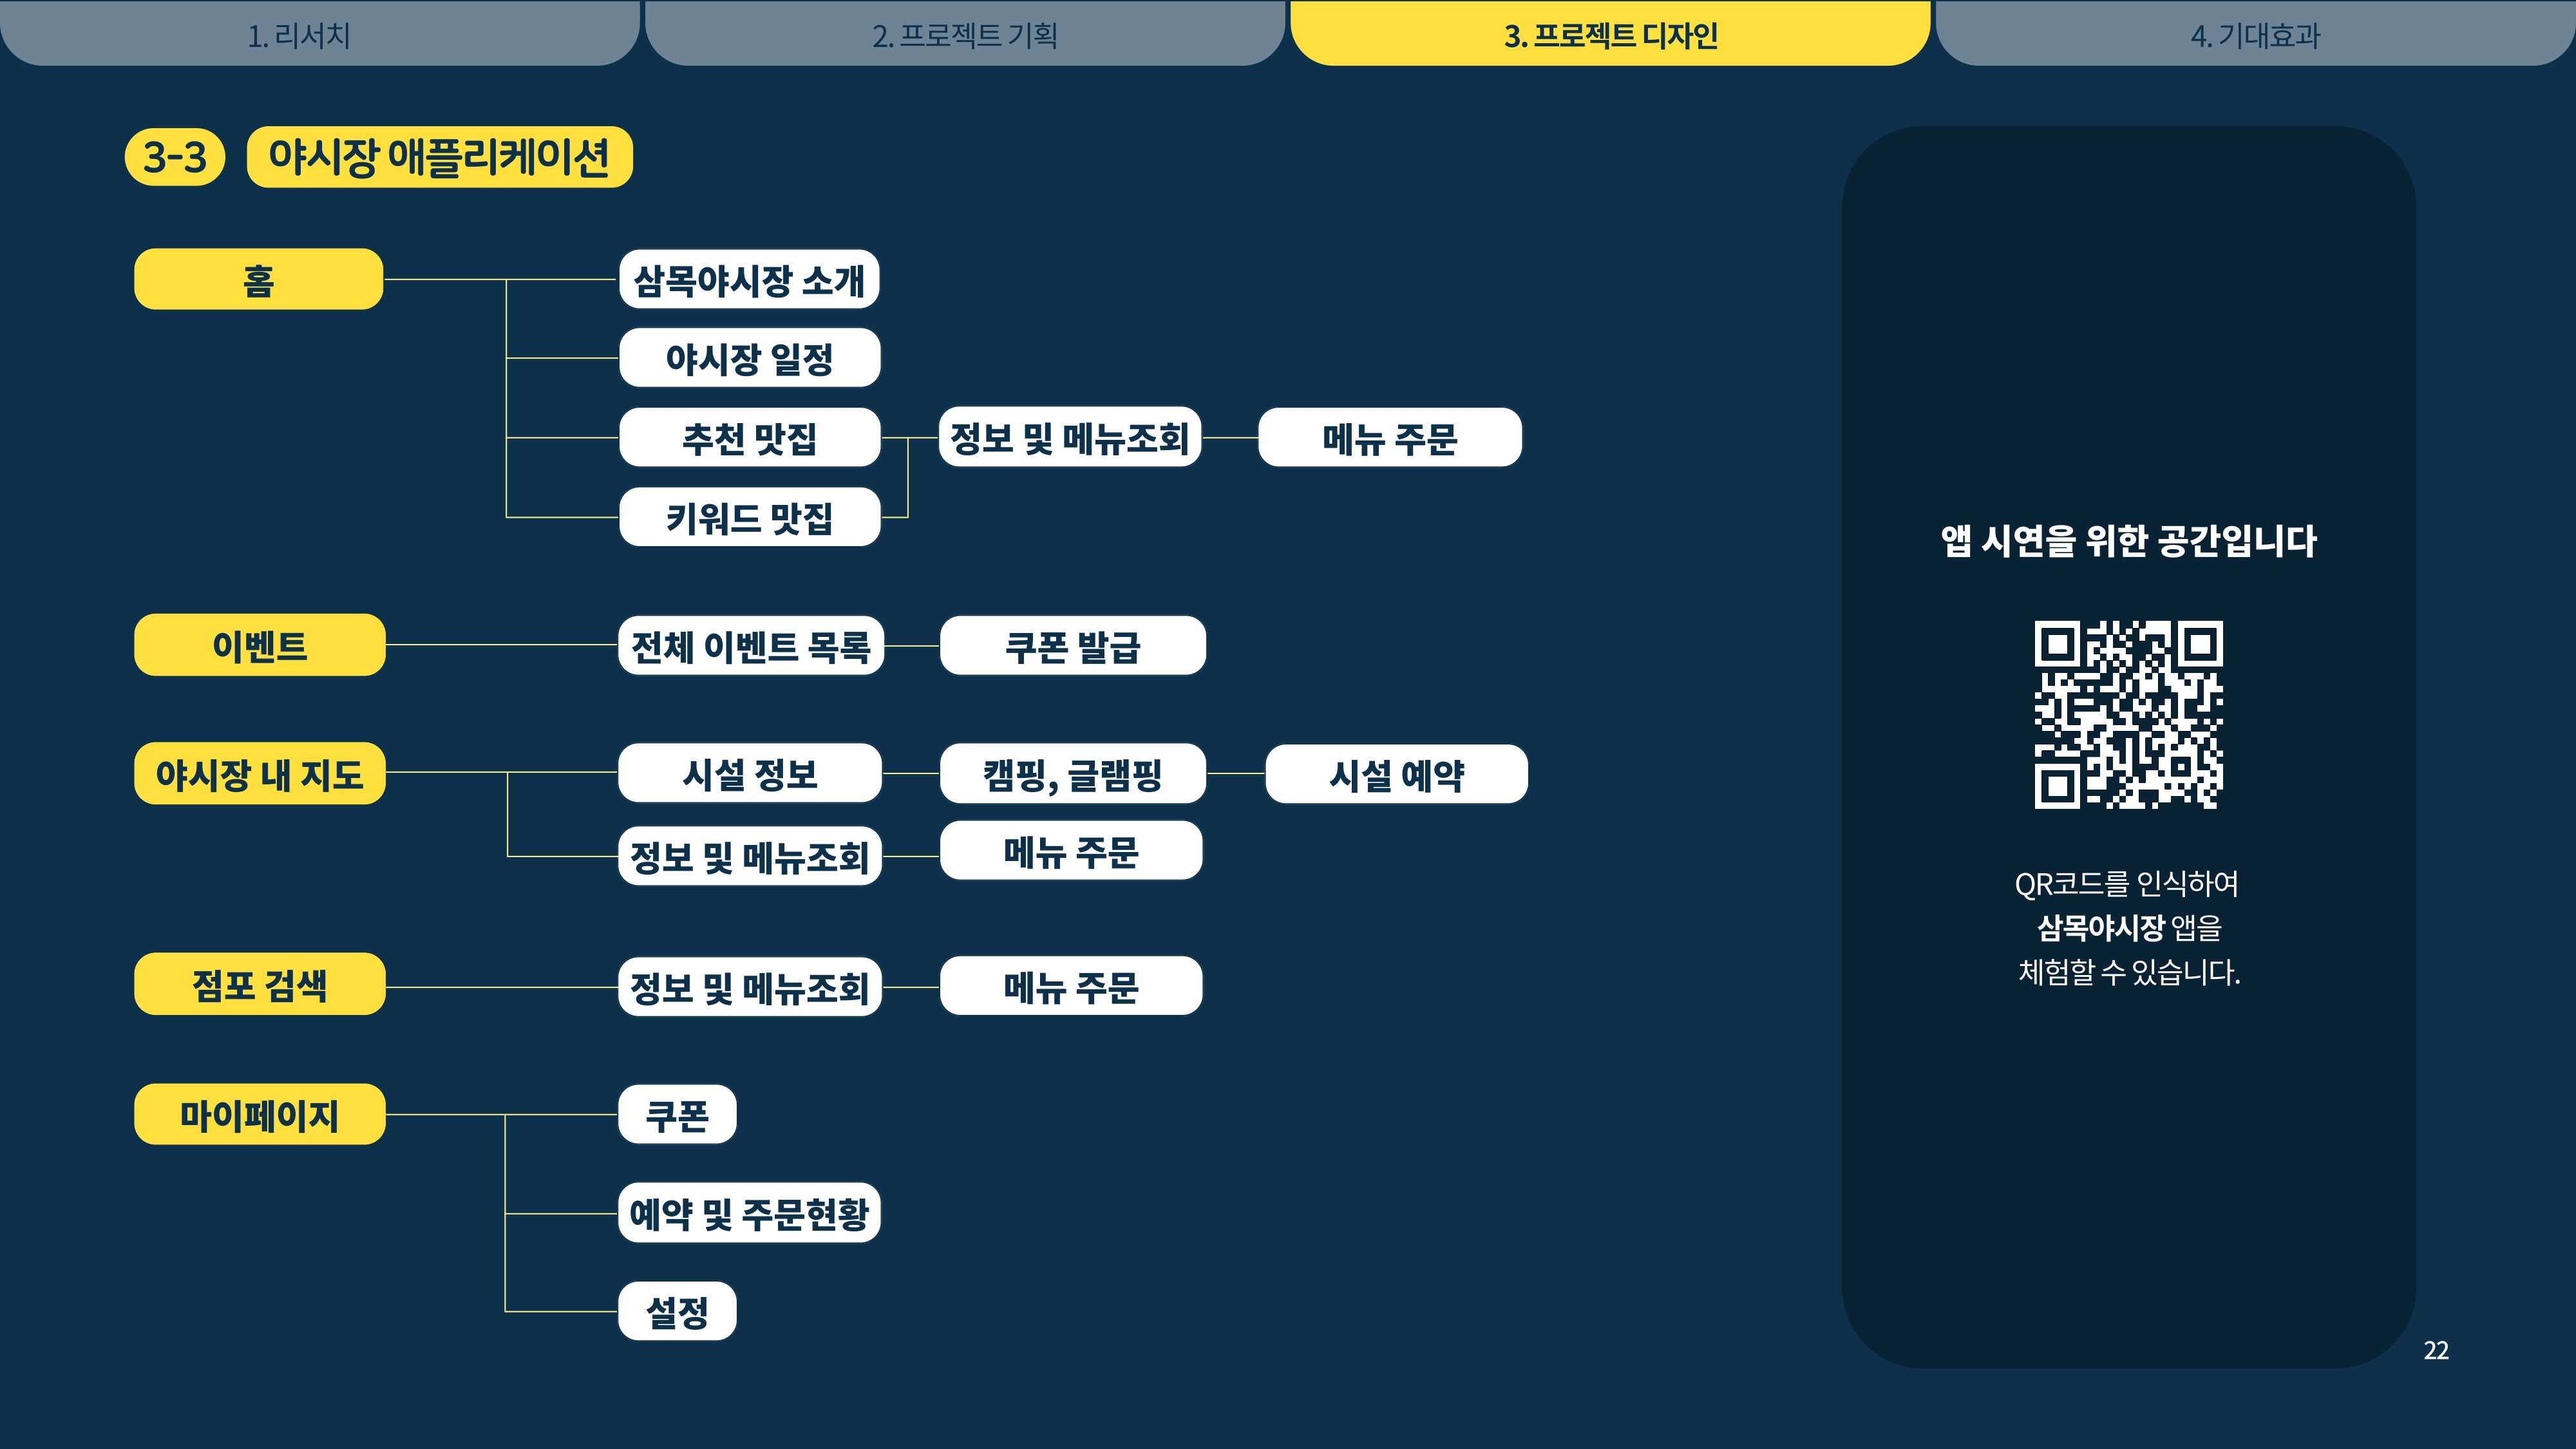 1. 리서치
2. 프로젝트 기획
3. 프로젝트 디자인
4. 기대효과
3-3 야시장 애플리케이션
홈
삼목야시장 소개
야시장 일정
추천 맛집
정보 및 메뉴조회
메뉴 주문
키워드 맛집
이벤트
전체 이벤트 목록
쿠폰 발급
야시장 내 지도
시설 정보
캠핑, 글램핑
시설 예약
정보 및 메뉴조회
메뉴 주문
점포 검색
정보 및 메뉴조회
메뉴 주문
마이페이지
쿠폰
예약 및 주문현황
설정
앱 시연을 위한 공간입니다
QR코드를 인식하여
삼목야시장 앱을
체험할 수 있습니다.
22